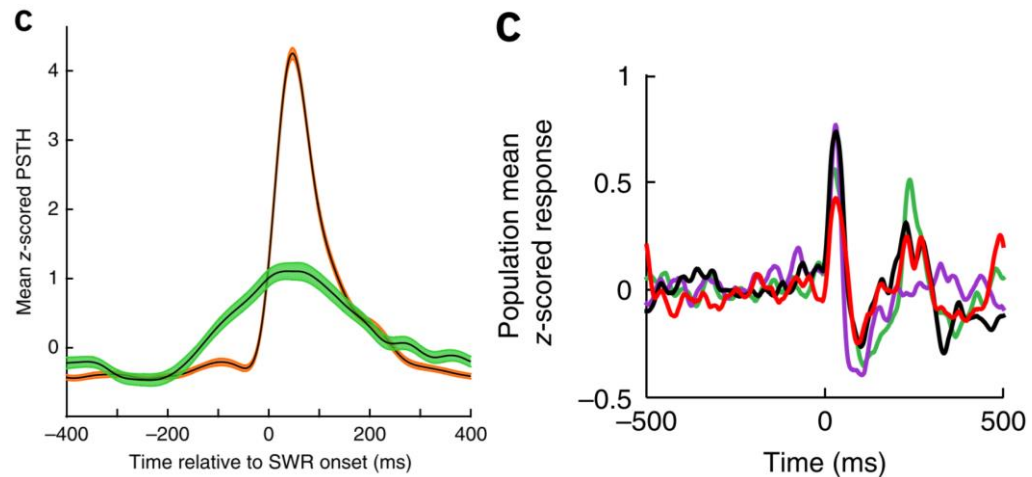 C
Mean z-scored PSTH
4
3
2
1
0
−400
−200
0
200
400
Time relative to SWR onset (ms)
C
Population mean
z-scored response
1
0.5
0
−0.5
−500
0
500
Time (ms)